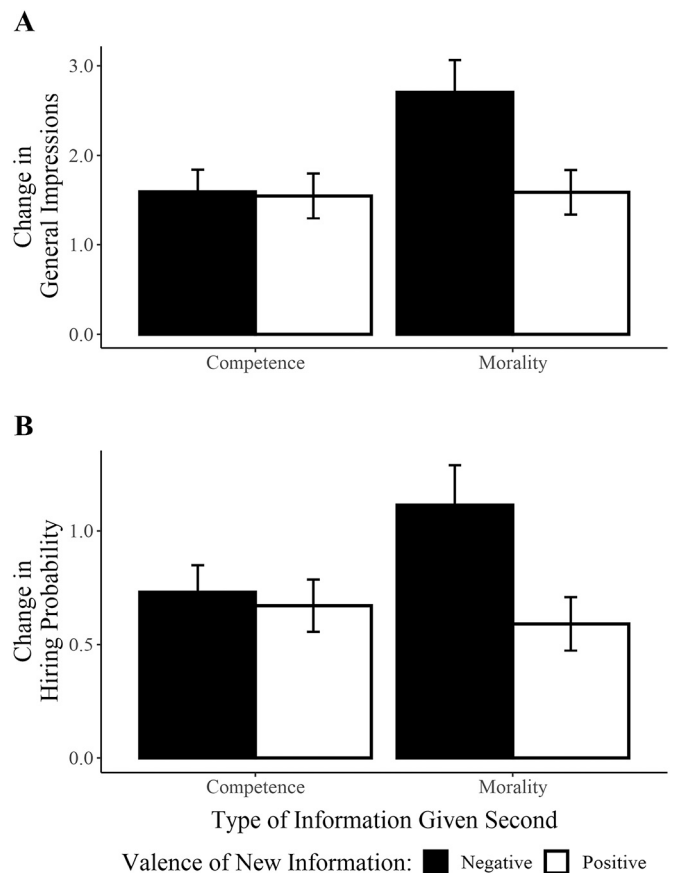 A
Change in
General Impressions
3.0
2.0
1.0
0.0
Competence
Morality
B
Change in
Hiring Probability
1.0
0.5
0.0
Competence
Morality
Type of Information Given Second
Valence of New Information: Negative Positive